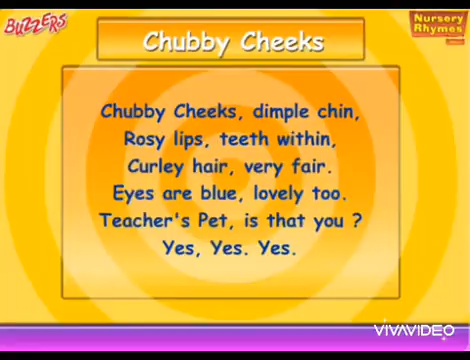 BUZZERS
Nursery
Rhymes
Chubby Cheeks
Chubby Cheeks, dimple chin,
Rosy lips, teeth within,
Curley hair, very fair.
Eyes are blue, lovely too.
Teacher's Pet, is that you ?
Yes, Yes. Yes.
VIVAVIDEO